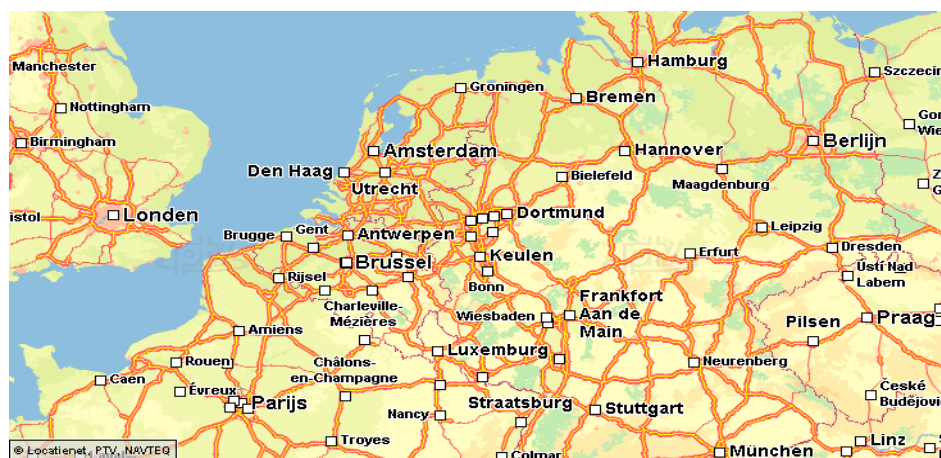 Hamburg
Manchester
Szczecin
Groningen
Bremen
Nottingham
Birmingham
Amsterdam
Hannover
Berlijn
Den Haag
Bielefeld
Maagdenburg
Utrecht
Londen
Dortmund
Leipzig
Brugge
Gent
Antwerpen
Keulen
Erfurt
Dresden
Brussel
Rijsel
Bonn
Ústí Nad
Labem
Charleville-
Mézières
Wiesbaden
Frankfort
Aan de
Main
Pilsen
Praag
Amiens
Rouen
Châlons-
en-Champagne
Luxemburg
Neurenberg
Caen
Évreux
Parijs
Nancy
Straatsburg
Stuttgart
České
Budějovi
Troyes
Colmar
München
Linz
© Locatienet, PTV, NAVTEQ